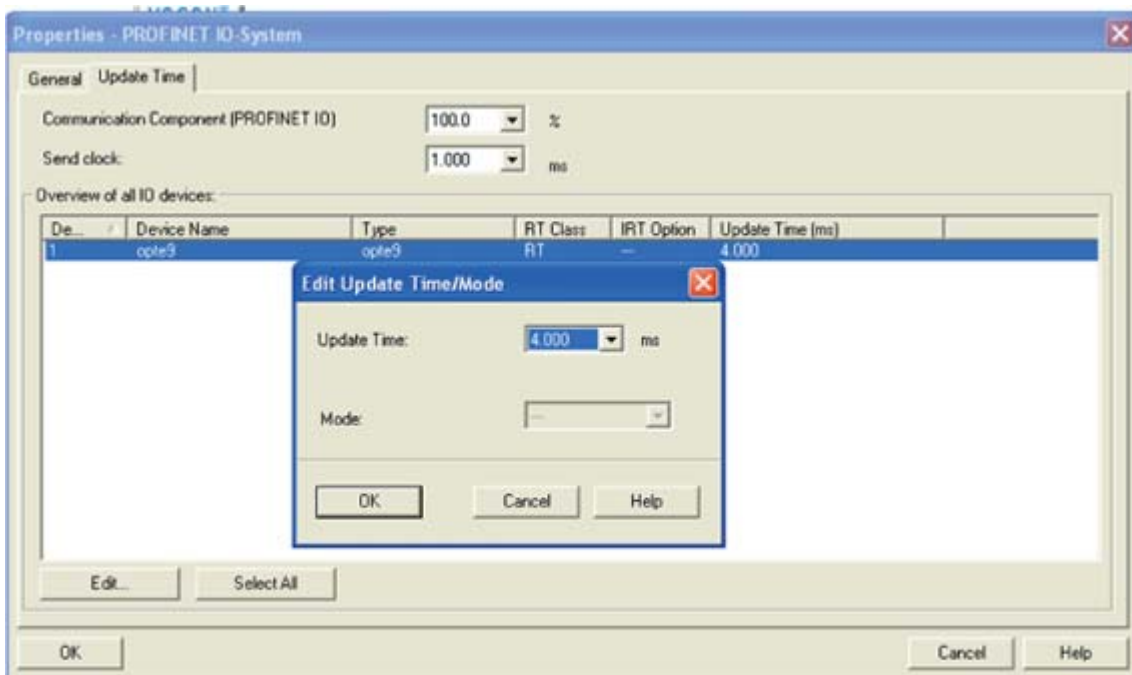 Properties - PROFINET IO-System
General Update Time
Communication Component (PROFINET IO) 100.0 %
Send clock: 1.000 ms
Overview of all IO devices:
De... Device Name Type RT Class IRT Option Update Time (ms)
1 opte9 opte9 RT --- 4.000
Edit Update Time/Mode
Update Time: 4.000 ms
Mode: ---
OK Cancel Help
Edit... Select All
OK Cancel Help